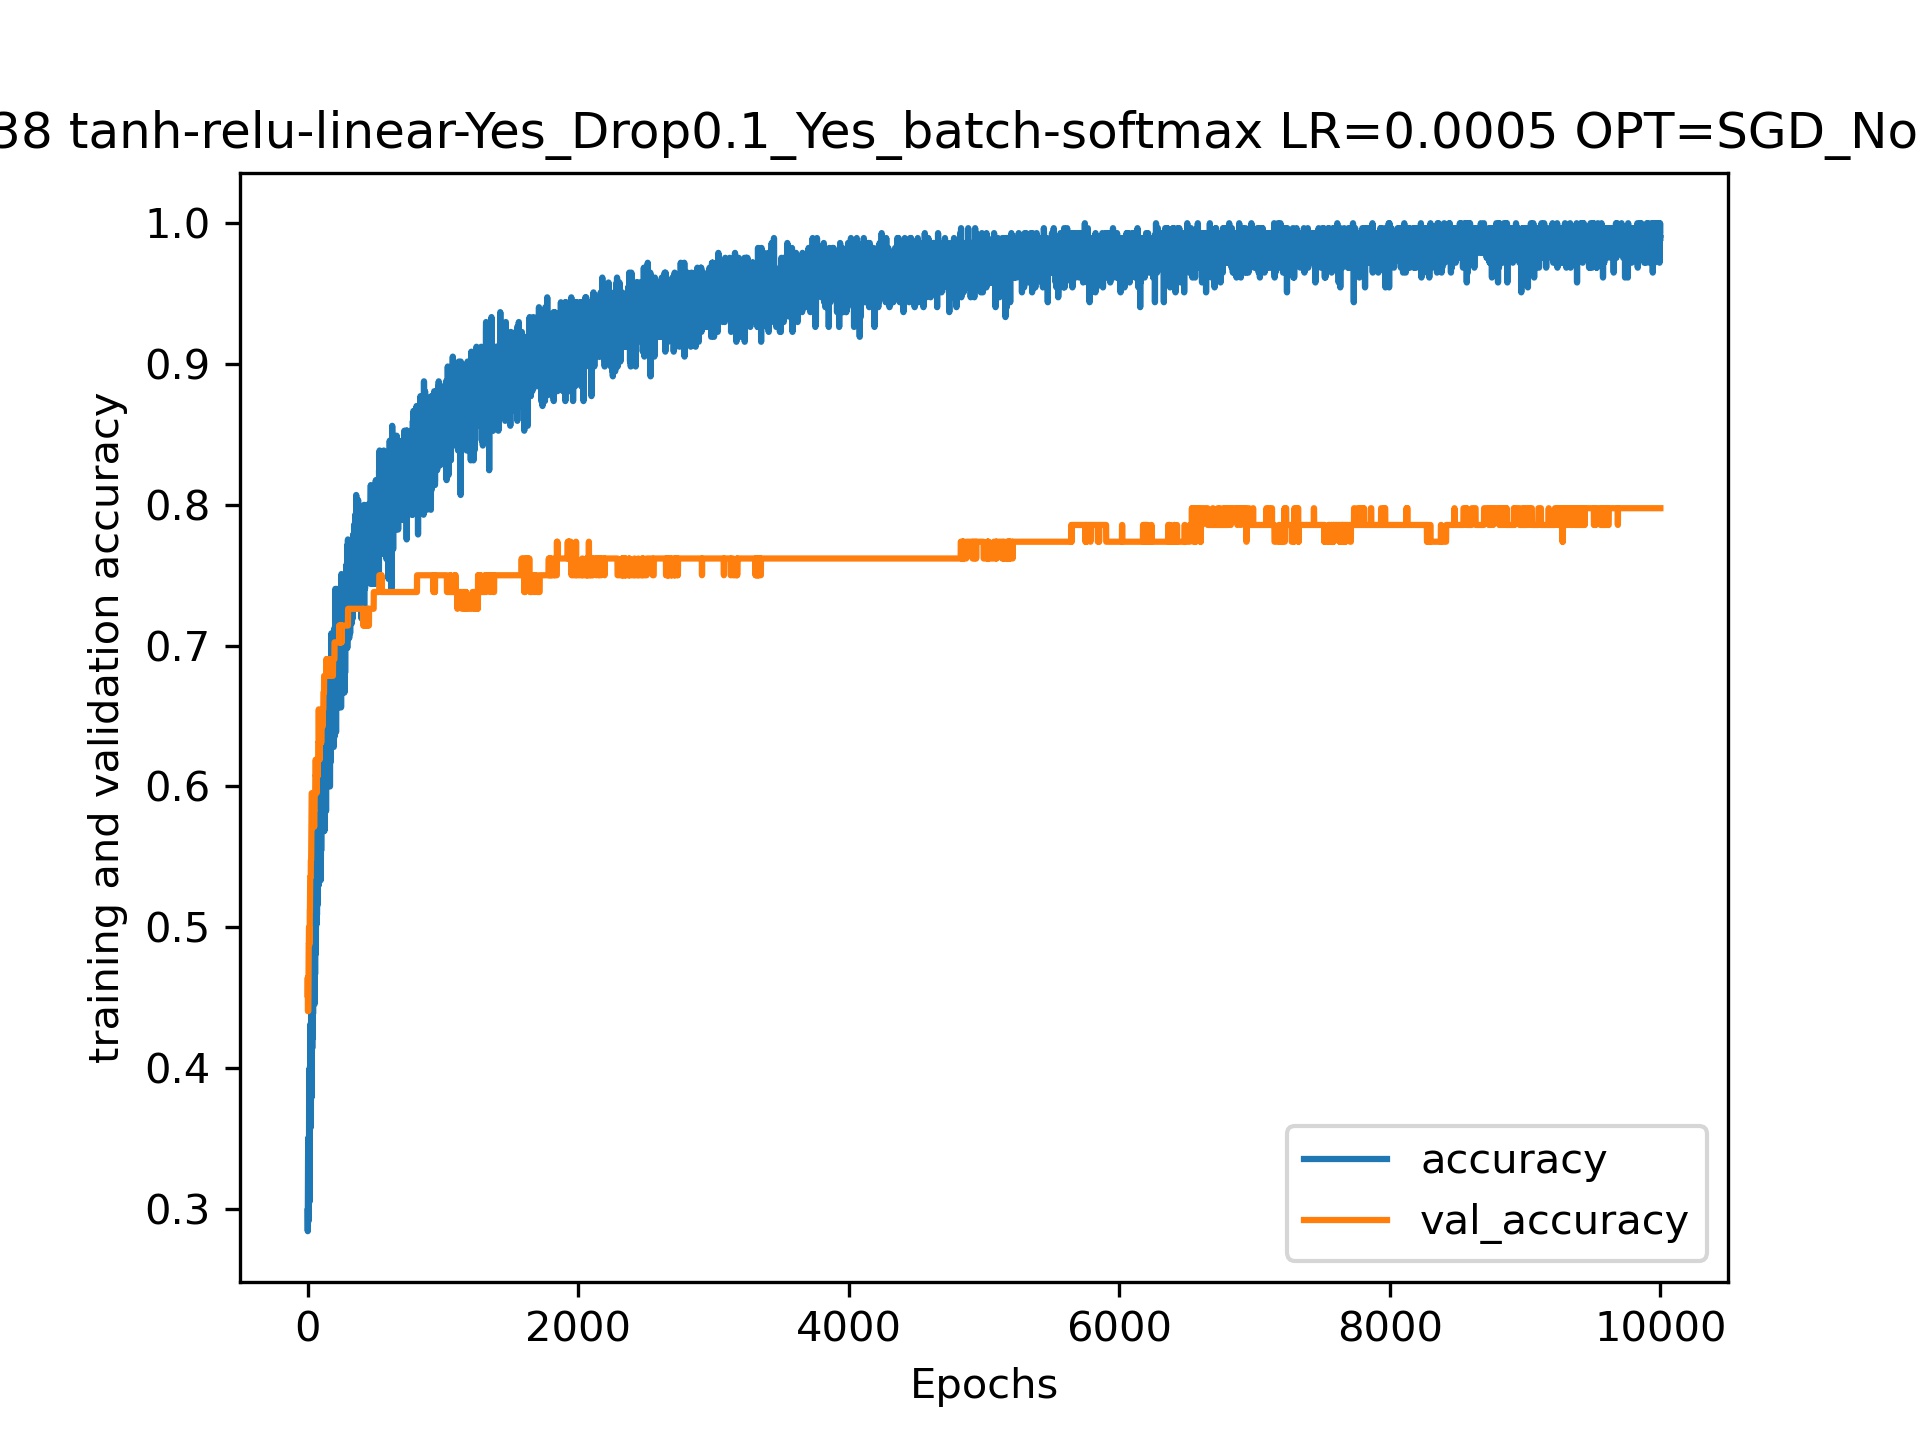 38 tanh-relu-linear-Yes_Drop0.1_Yes_batch-softmax LR=0.0005 OPT=SGD_No
training and validation accuracy
1.0
0.9
0.8
0.7
0.6
0.5
0.4
0.3
accuracy
val_accuracy
0 2000 4000 6000 8000 10000
Epochs